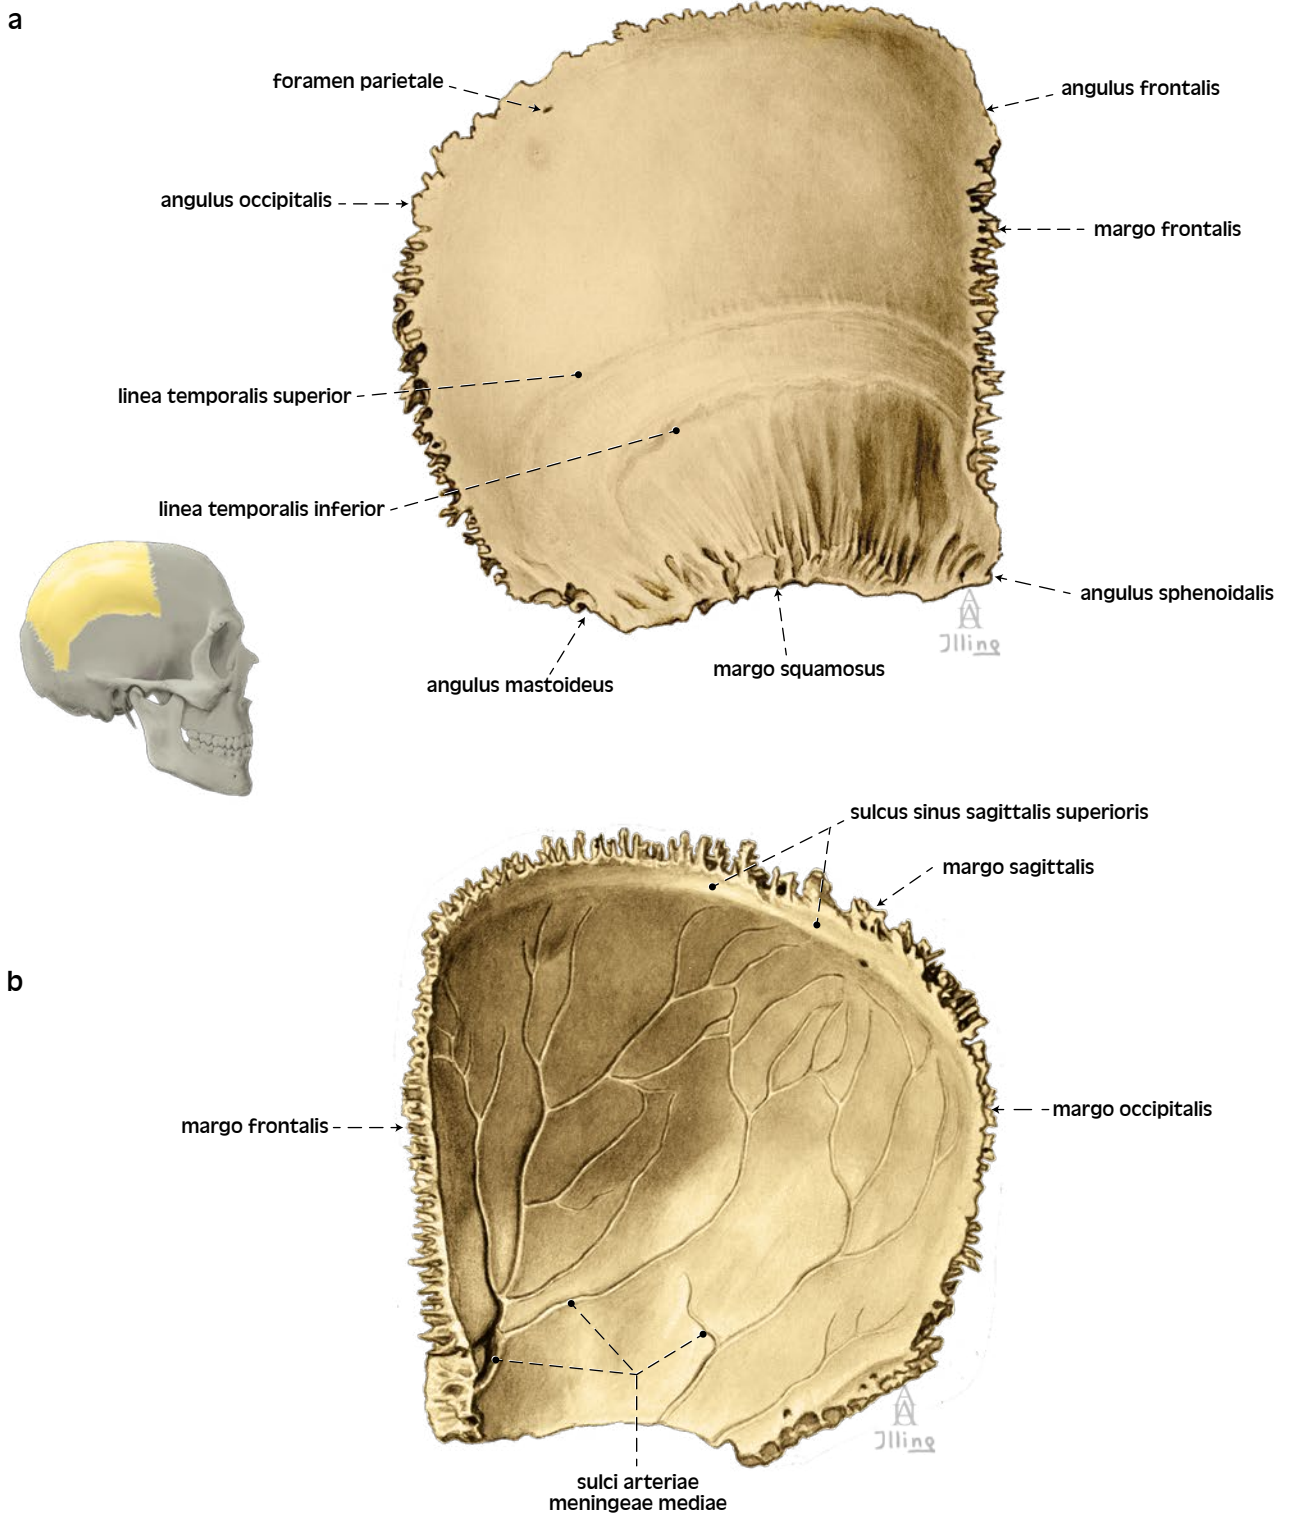 a
foramen parietale
angulus frontalis
angulus occipitalis
margo frontalis
linea temporalis superior
linea temporalis inferior
angulus sphenoidalis
Jlling
margo squamosus
angulus mastoideus
sulcus sinus sagittalis superioris
margo sagittalis
b
margo occipitalis
margo frontalis
Jlling
sulci arteriae
meningeae mediae